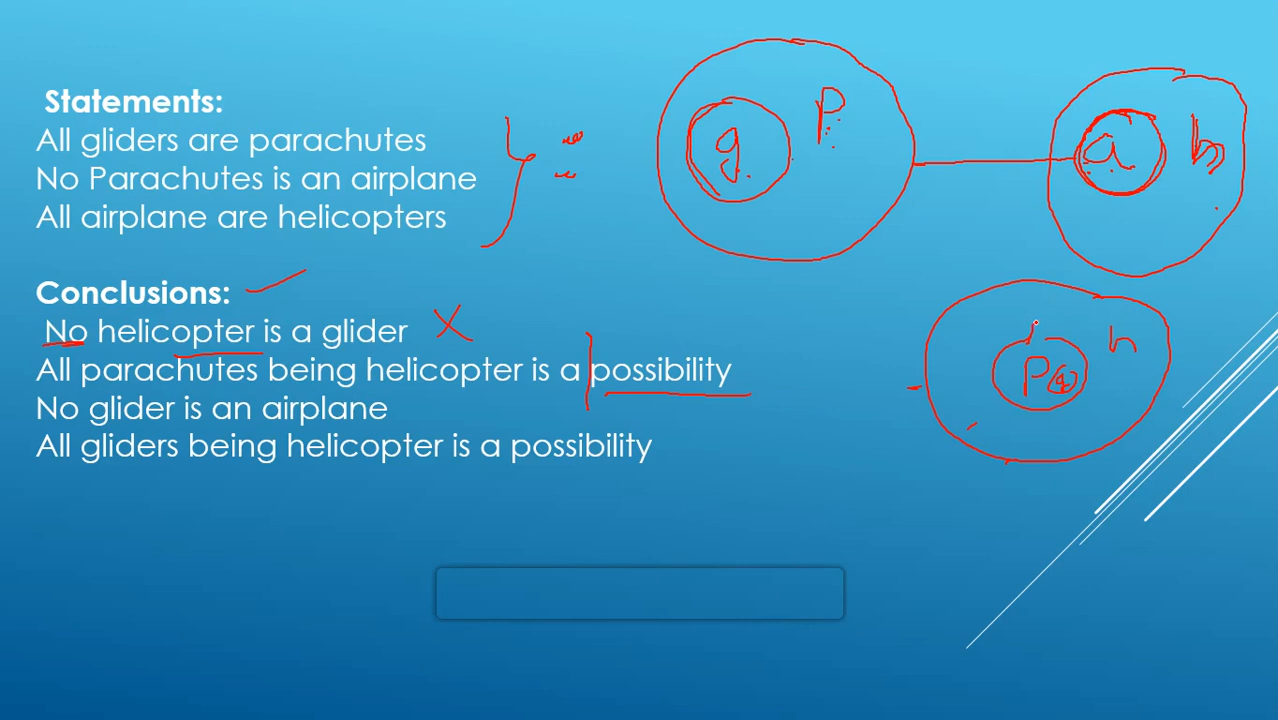 Statements:
All gliders are parachutes
No Parachutes is an airplane
All airplane are helicopters
Conclusions:
No helicopter is a glider
All parachutes being helicopter is a possibility
No glider is an airplane
All gliders being helicopter is a possibility
g
P
a
h
P g
h